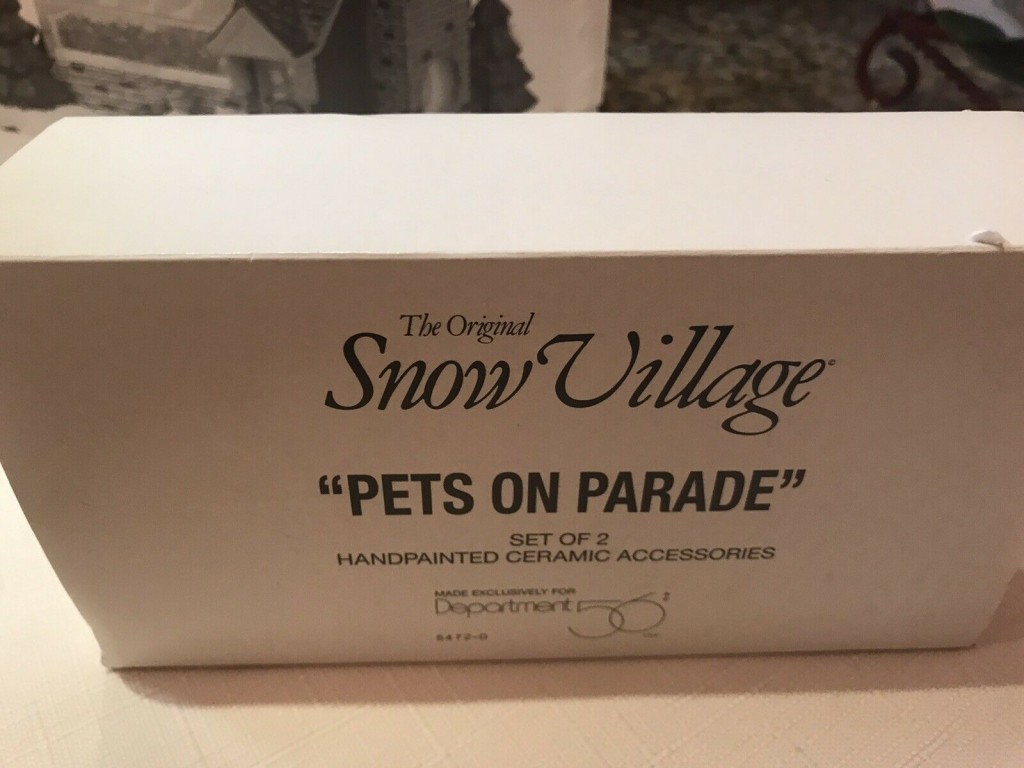 The Original
Snow Village
"PETS ON PARADE"
SET OF 2
HANDPAINTED CERAMIC ACCESSORIES
MADE EXCLUSIVELY FOR
Department 56
5472-0